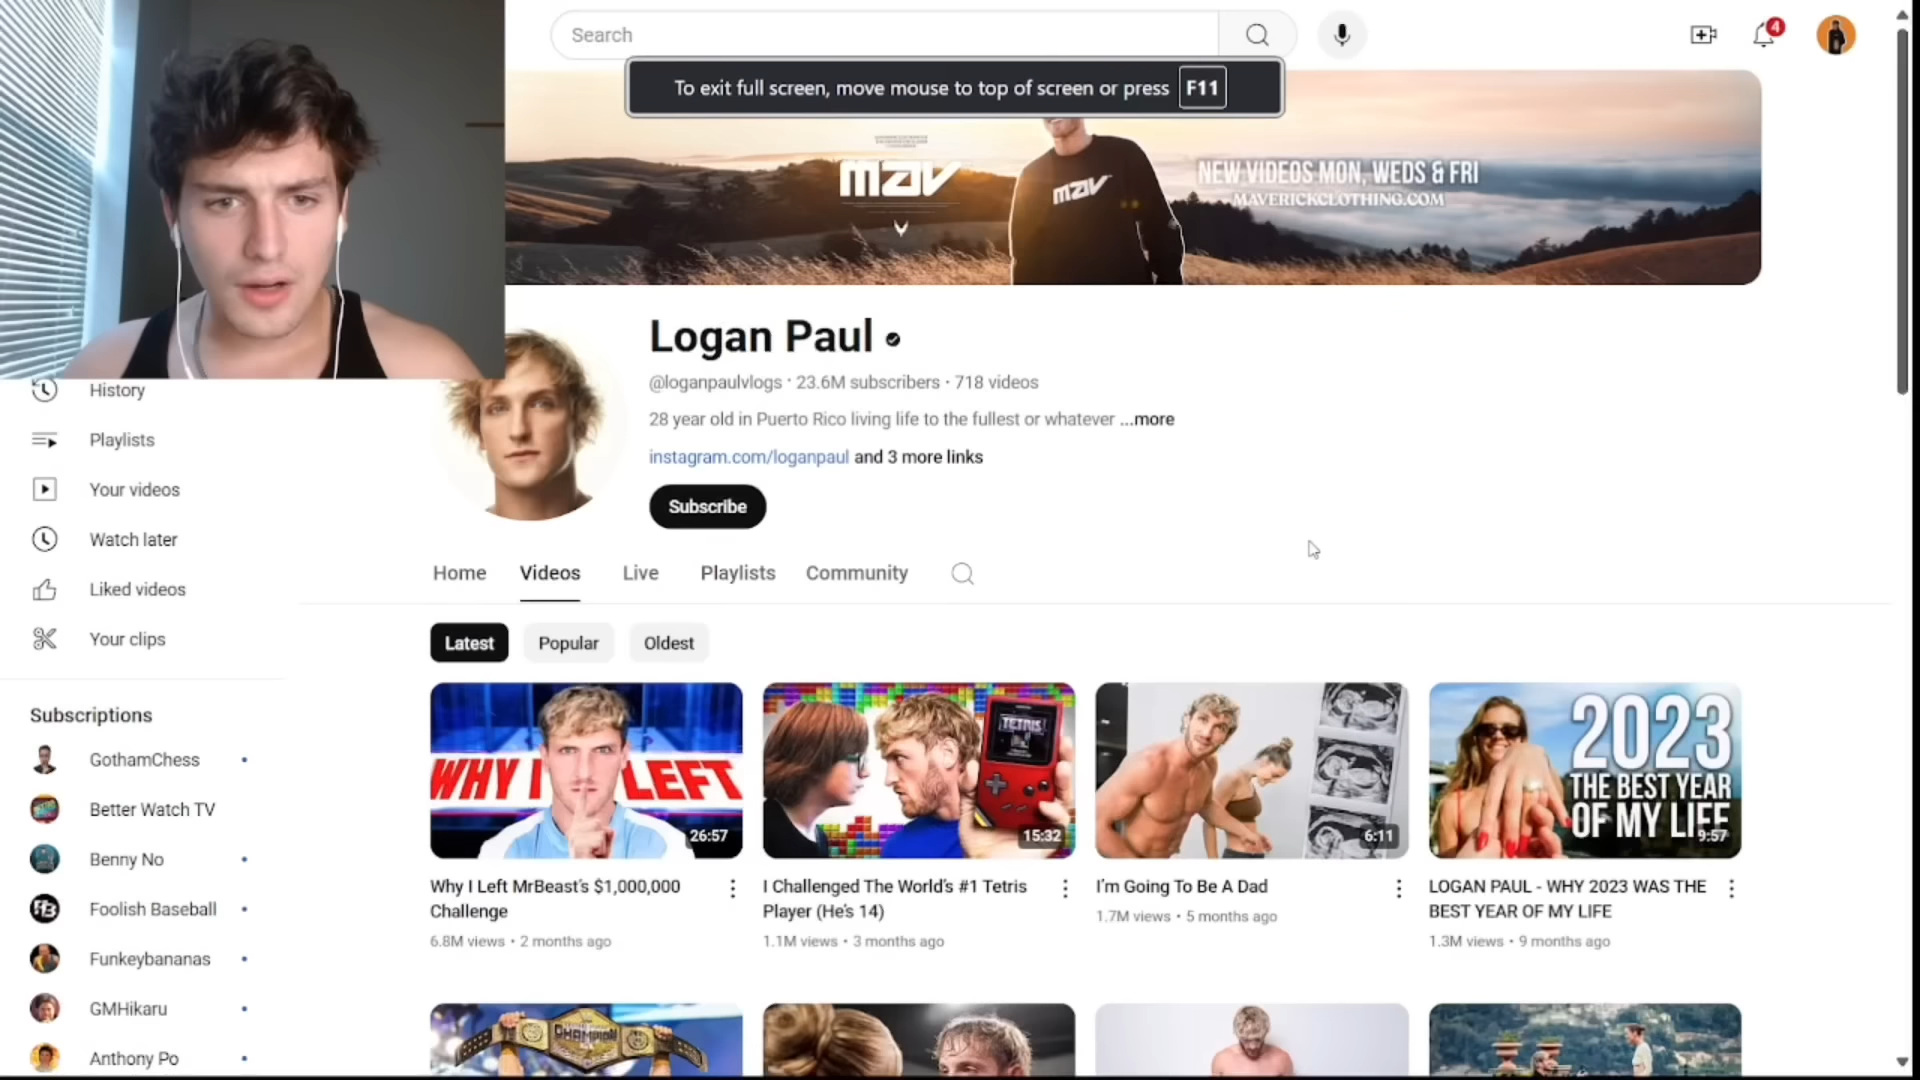 Search
4
To exit full screen, move mouse to top of screen or press F11
mav
mav
NEW VIDEOS MON, WEDS & FRI
MAVERICKCLOTHING.COM
Logan Paul
@loganpaulvlogs · 23.6M subscribers · 718 videos
28 year old in Puerto Rico living life to the fullest or whatever ...more
instagram.com/loganpaul and 3 more links
Subscribe
History
Playlists
Your videos
Watch later
Liked videos
Your clips
Subscriptions
GothamChess
Better Watch TV
Benny No
Foolish Baseball
Funkeybananas
GMHikaru
Anthony Po
Home Videos Live Playlists Community
Latest Popular Oldest
WHY I LEFT
26:57
TETRIS
15:32
6:11
2023
THE BEST YEAR
OF MY LIFE
9:57
Why I Left MrBeast's $1,000,000
Challenge
6.8M views • 2 months ago
I Challenged The World's #1 Tetris
Player (He's 14)
1.1M views • 3 months ago
I'm Going To Be A Dad
1.7M views • 5 months ago
LOGAN PAUL - WHY 2023 WAS THE
BEST YEAR OF MY LIFE
1.3M views • 9 months ago
CHAMPION